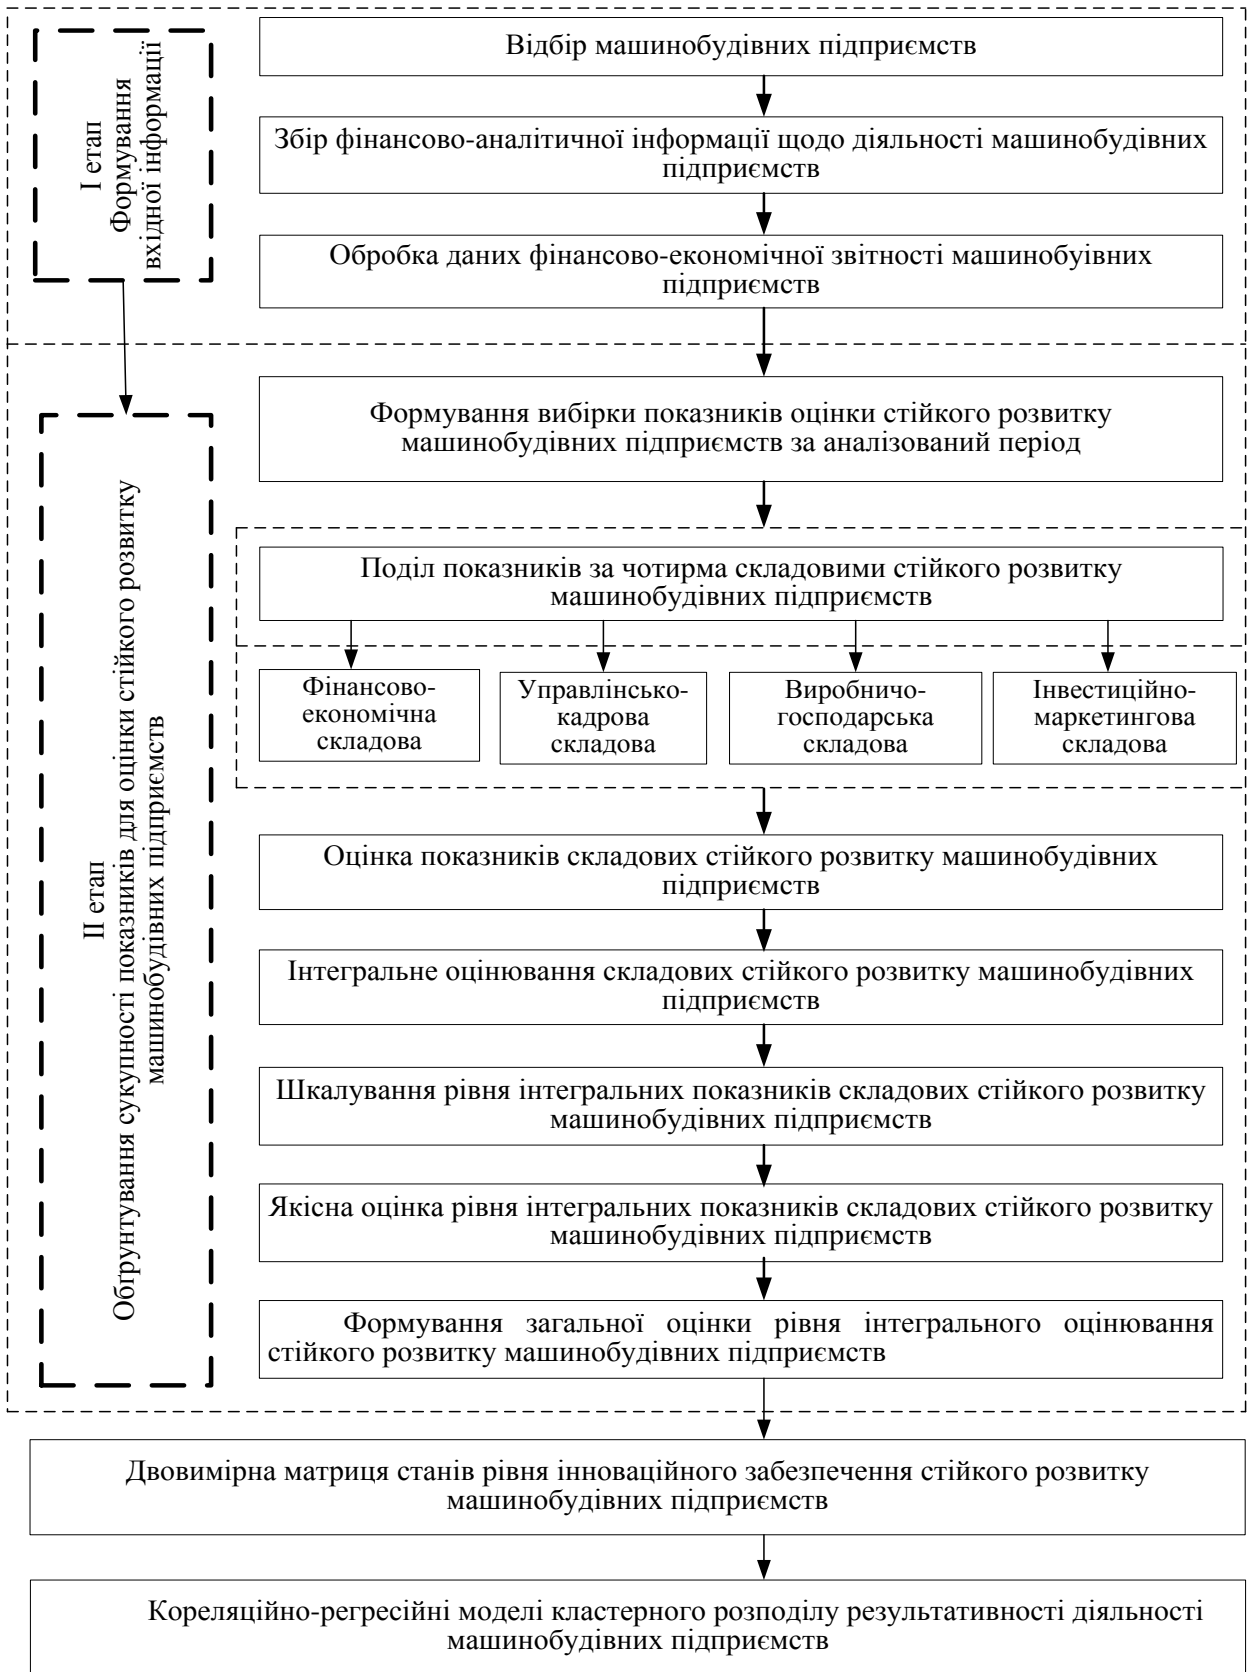 І етап
Формування
вхідної інформації
Відбір машинобудівних підприємств
Збір фінансово-аналітичної інформації щодо діяльності машинобудівних
підприємств
Обробка даних фінансово-економічної звітності машинобуівних
підприємств
ІІ етап
Обґрунтування сукупності показників для оцінки стійкого розвитку
машинобудівних підприємств
Формування вибірки показників оцінки стійкого розвитку
машинобудівних підприємств за аналізований період
Поділ показників за чотирма складовими стійкого розвитку
машинобудівних підприємств
Фінансово-
економічна
складова
Управлінсько-
кадрова
складова
Виробничо-
господарська
складова
Інвестиційно-
маркетингова
складова
Оцінка показників складових стійкого розвитку машинобудівних
підприємств
Інтегральне оцінювання складових стійкого розвитку машинобудівних
підприємств
Шкалування рівня інтегральних показників складових стійкого розвитку
машинобудівних підприємств
Якісна оцінка рівня інтегральних показників складових стійкого розвитку
машинобудівних підприємств
Формування загальної оцінки рівня інтегрального оцінювання
стійкого розвитку машинобудівних підприємств
Двовимірна матриця станів рівня інноваційного забезпечення стійкого розвитку
машинобудівних підприємств
Кореляційно-регресійні моделі кластерного розподілу результативності діяльності
машинобудівних підприємств